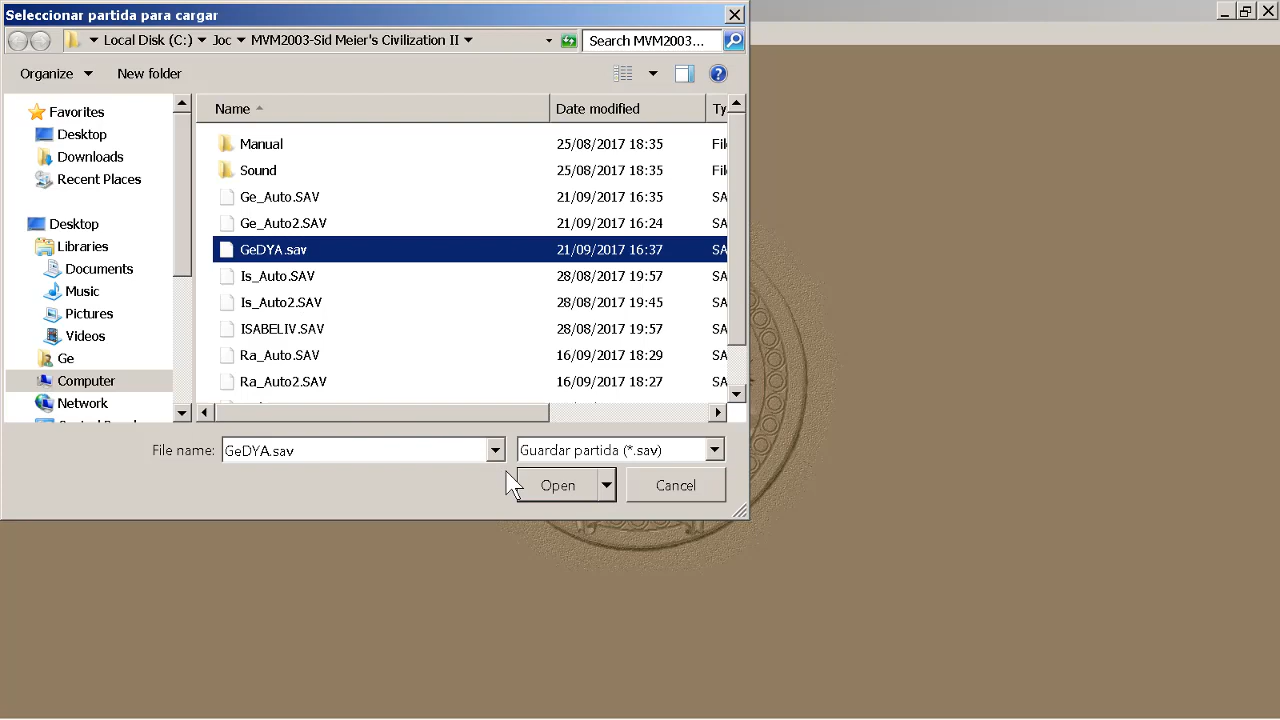 Seleccionar partida para cargar
Local Disk (C:) Joc MVM2003-Sid Meier's Civilization II Search MVM2003...
Organize New folder
Favorites
Desktop
Downloads
Recent Places
Desktop
Libraries
Documents
Music
Pictures
Videos
Ge
Computer
Network
Name Date modified Ty
Manual 25/08/2017 18:35 Fil
Sound 25/08/2017 18:35 Fil
Ge_Auto.SAV 21/09/2017 16:35 SA
Ge_Auto2.SAV 21/09/2017 16:24 SA
GeDYA.sav 21/09/2017 16:37 SA
Is_Auto.SAV 28/08/2017 19:57 SA
Is_Auto2.SAV 28/08/2017 19:45 SA
ISABELIV.SAV 28/08/2017 19:57 SA
Ra_Auto.SAV 16/09/2017 18:29 SA
Ra_Auto2.SAV 16/09/2017 18:27 SA
File name: GeDYA.sav Guardar partida (*.sav)
Open Cancel